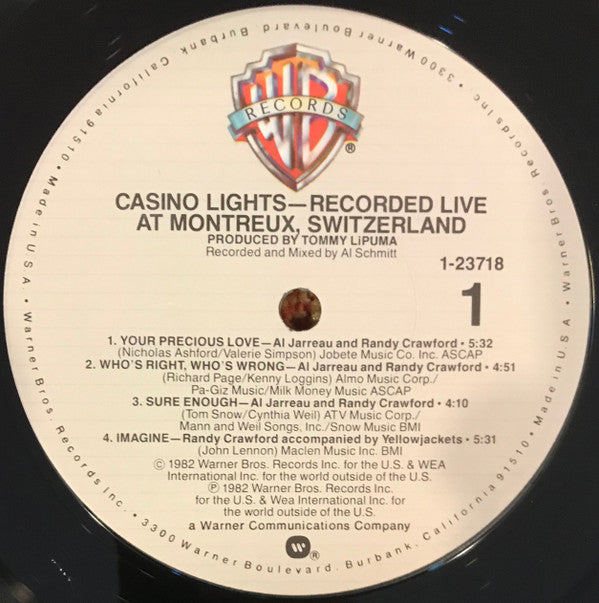 WB
RECORDS
®
CASINO LIGHTS—RECORDED LIVE
AT MONTREUX, SWITZERLAND
PRODUCED BY TOMMY LiPUMA
Recorded and Mixed by Al Schmitt
1-23718
1
1. YOUR PRECIOUS LOVE—Al Jarreau and Randy Crawford • 5:32
(Nicholas Ashford/Valerie Simpson) Jobete Music Co. Inc. ASCAP
2. WHO'S RIGHT, WHO'S WRONG—Al Jarreau and Randy Crawford • 4:51
(Richard Page/Kenny Loggins) Almo Music Corp./
Pa-Giz Music/Milk Money Music ASCAP
3. SURE ENOUGH—Al Jarreau and Randy Crawford • 4:10
(Tom Snow/Cynthia Weil) ATV Music Corp./
Mann and Weil Songs, Inc./Snow Music BMI
4. IMAGINE—Randy Crawford accompanied by Yellowjackets • 5:31
(John Lennon) Maclen Music Inc. BMI
© 1982 Warner Bros. Records Inc. for the U.S. & WEA
International Inc. for the world outside of the U.S.
℗ 1982 Warner Bros. Records Inc.
for the U.S. & Wea International Inc. for
the world outside of the U.S.
a Warner Communications Company
®
Warner Bros. Records Inc. • 3300 Warner Boulevard, Burbank, California 91510 • Made in U.S.A. •
Warner Bros. Records Inc. • 3300 Warner Boulevard, Burbank, California 91510 • Made in U.S.A. •